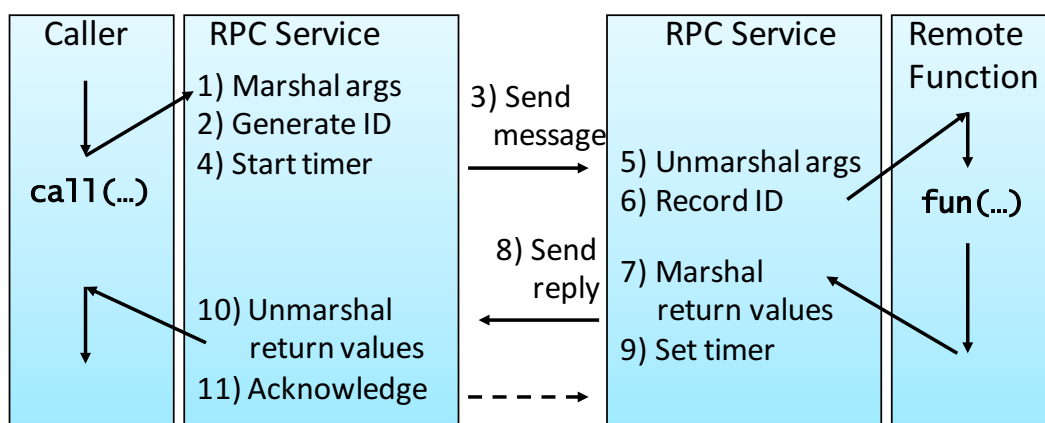 Caller
RPC Service
1) Marshal args
2) Generate ID
4) Start timer
call(…)
10) Unmarshal
return values
11) Acknowledge
3) Send
message
8) Send
reply
RPC Service
5) Unmarshal args
6) Record ID
7) Marshal
return values
9) Set timer
Remote
Function
fun(…)